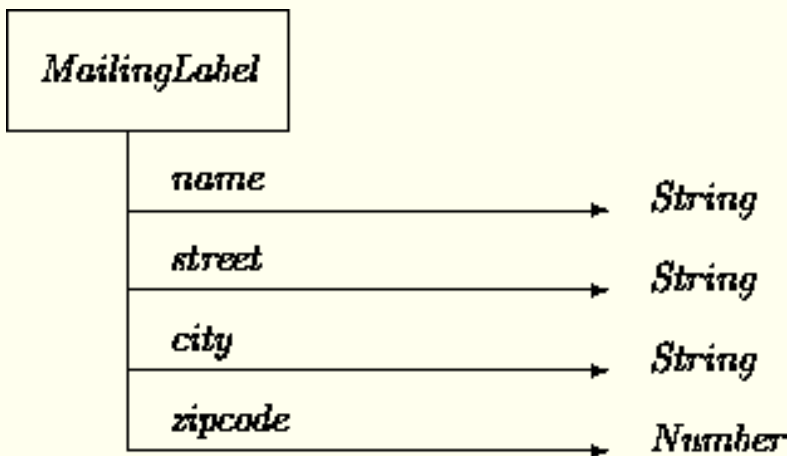 MailingLabel
name
String
street
String
city
String
zipcode
Number